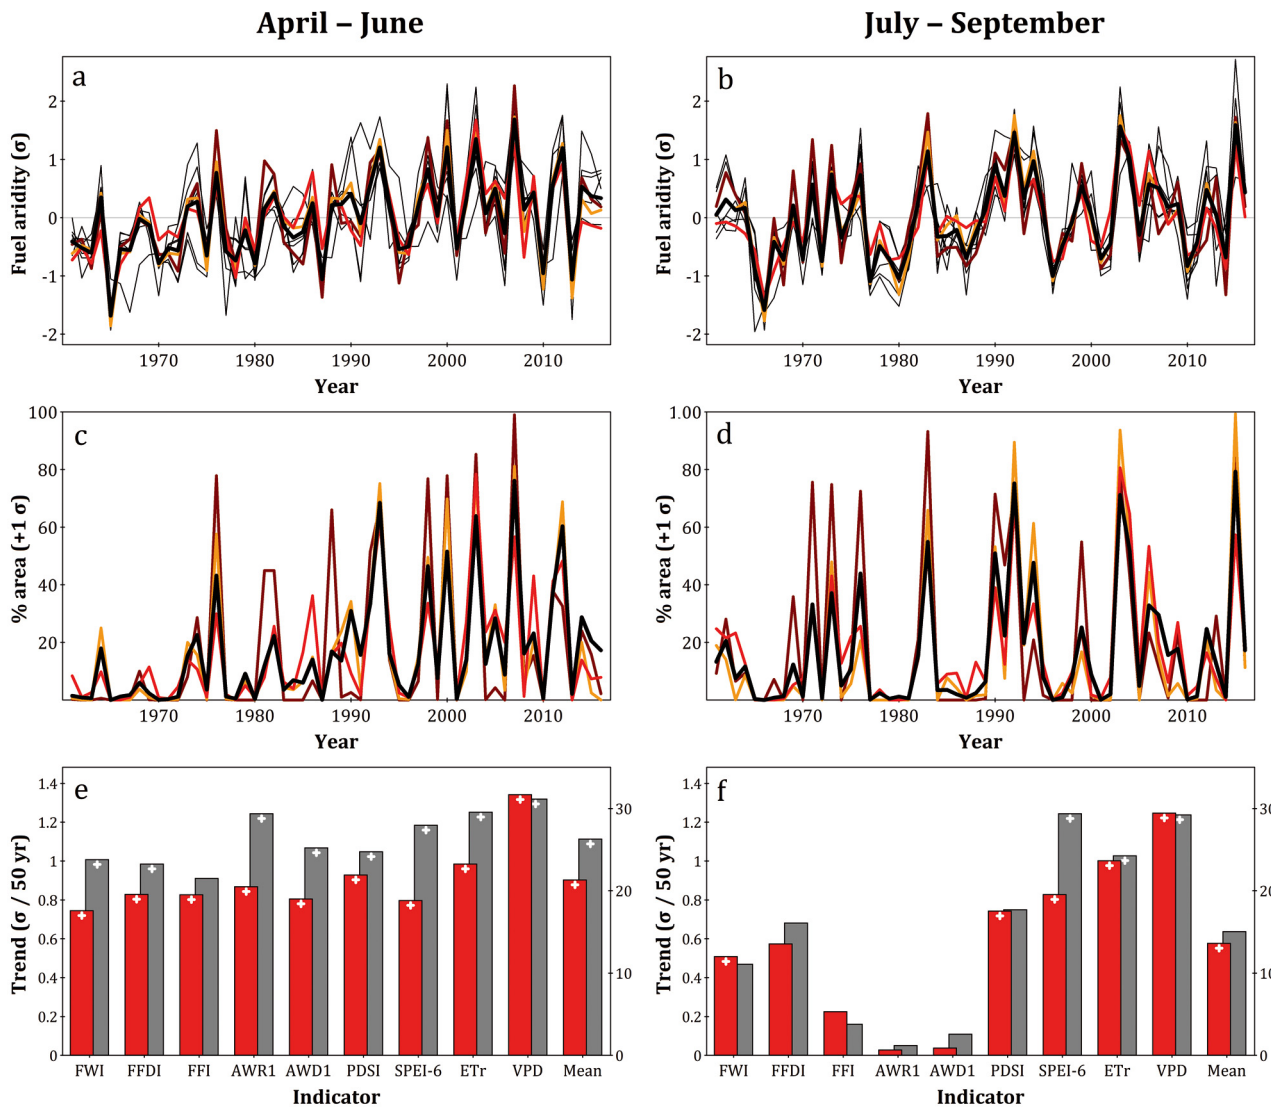 April – June
July – September
a
Fuel aridity (σ)
2
1
0
-1
-2
1970
1980
1990
2000
2010
Year
b
Fuel aridity (σ)
2
1
0
-1
-2
1970
1980
1990
2000
2010
Year
c
% area (+1 σ)
100
80
60
40
20
1970
1980
1990
2000
2010
Year
d
% area (+1 σ)
1.00
80
60
40
20
1970
1980
1990
2000
2010
Year
e
Trend (σ / 50 yr)
1.4
1.2
1
0.8
0.6
0.4
0.2
0
30
20
10
0
FWI
FFDI
FFI
AWR1
AWD1
PDSI
SPEI-6
ETr
VPD
Mean
Indicator
f
Trend (σ / 50 yr)
1.4
1.2
1
0.8
0.6
0.4
0.2
0
30
20
10
0
FWI
FFDI
FFI
AWR1
AWD1
PDSI
SPEI-6
ETr
VPD
Mean
Indicator